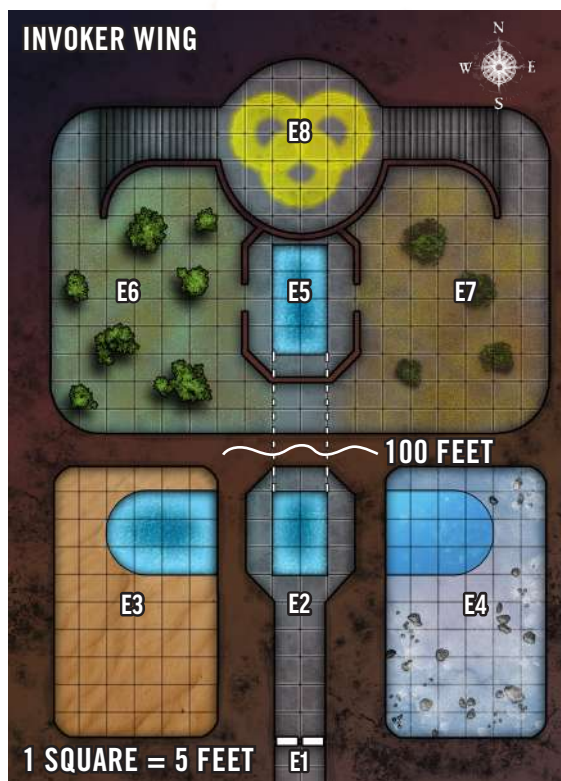 INVOKER WING
N
W E
S
E8
E6
E5
E7
100 FEET
E3
E2
E4
1 SQUARE = 5 FEET
E1